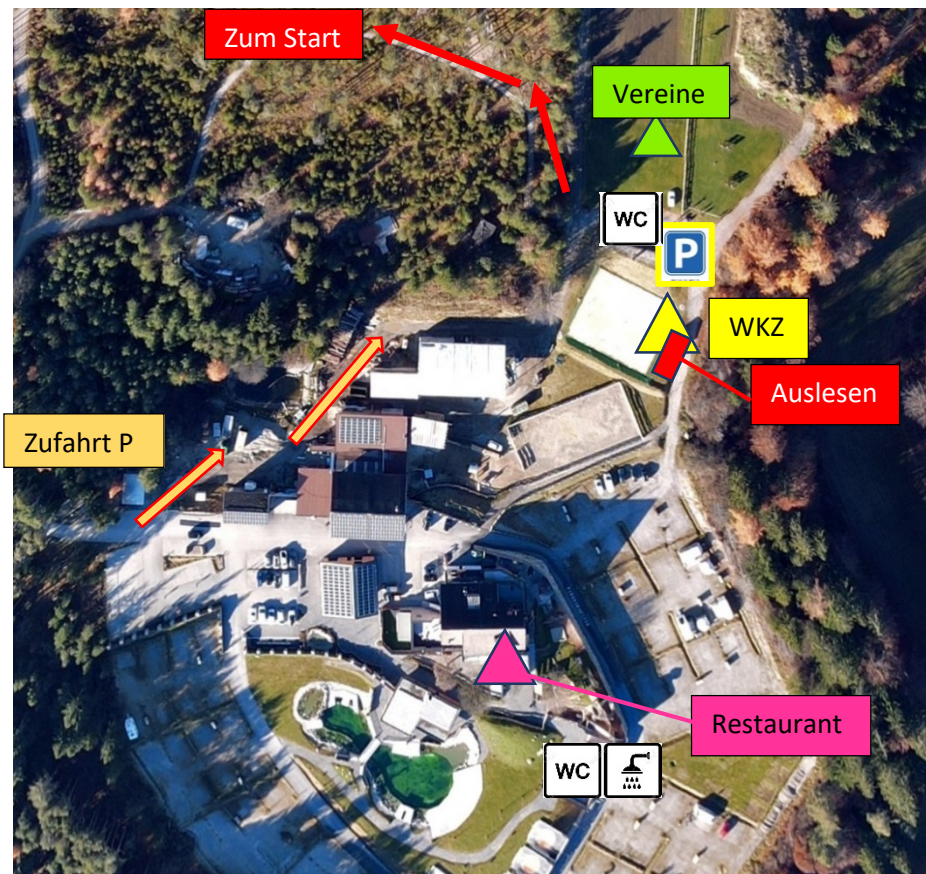 Zum Start
Vereine
WC
P
WKZ
Auslesen
Zufahrt P
Restaurant
WC